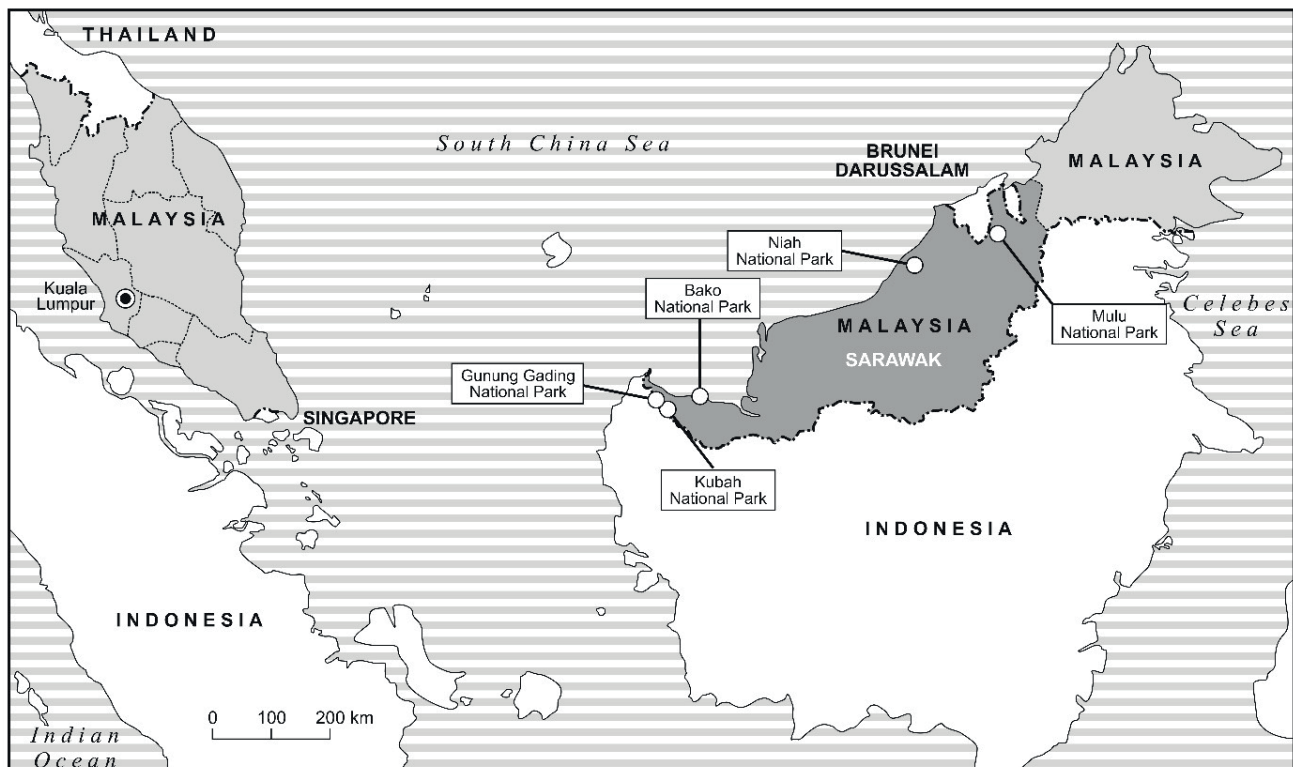 THAILAND
South China Sea
BRUNEI
DARUSSALAM
MALAYSIA
MALAYSIA
Niah
National Park
Kuala
Lumpur
Bako
National Park
Celebes
Sea
MALAYSIA
Mulu
National Park
SARAWAK
Gunung Gading
National Park
SINGAPORE
Kubah
National Park
INDONESIA
INDONESIA
0 100 200 km
Indian
Ocean